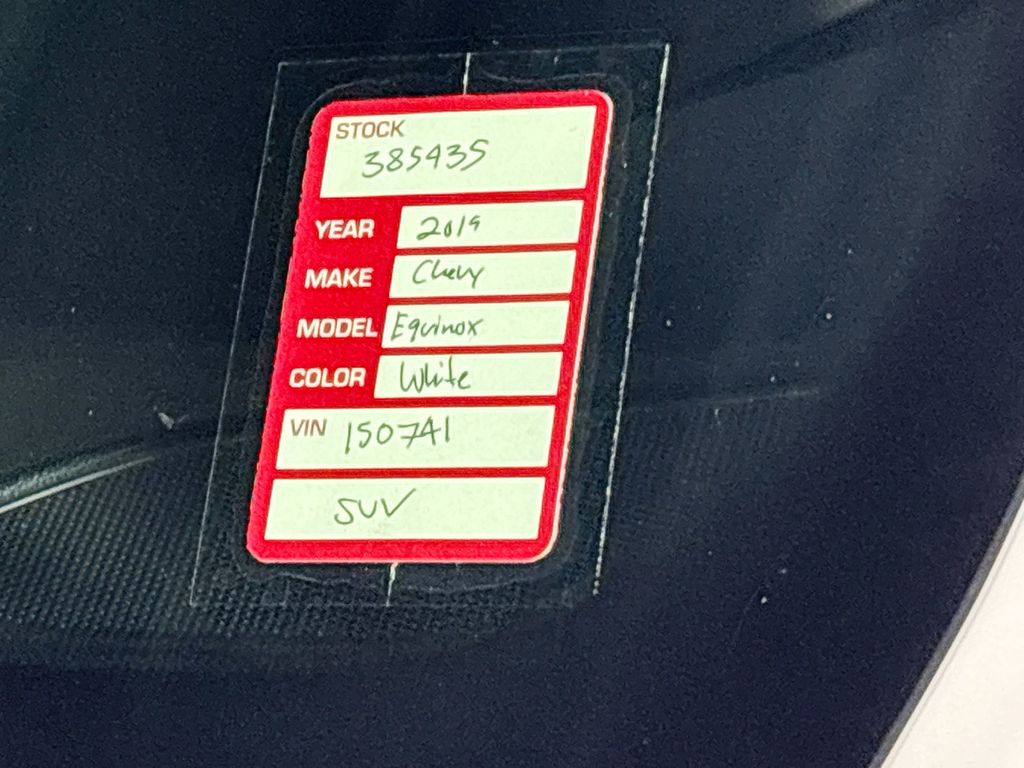 STOCK
385435
YEAR 2019
MAKE Chevy
MODEL Equinox
COLOR White
VIN 150741
SUV